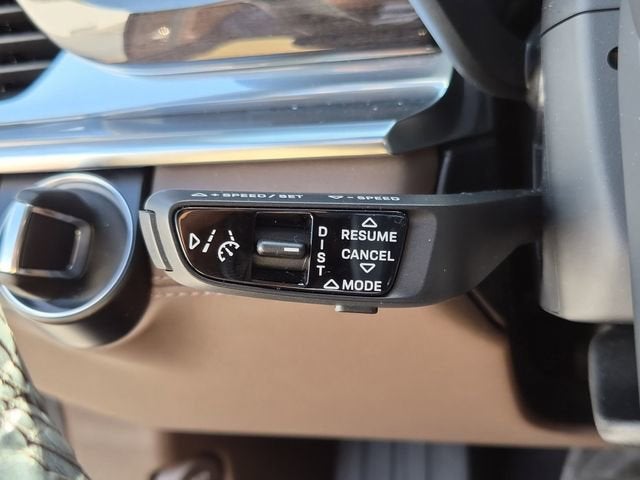 + SPEED / SET - SPEED
DIST
RESUME
CANCEL
MODE